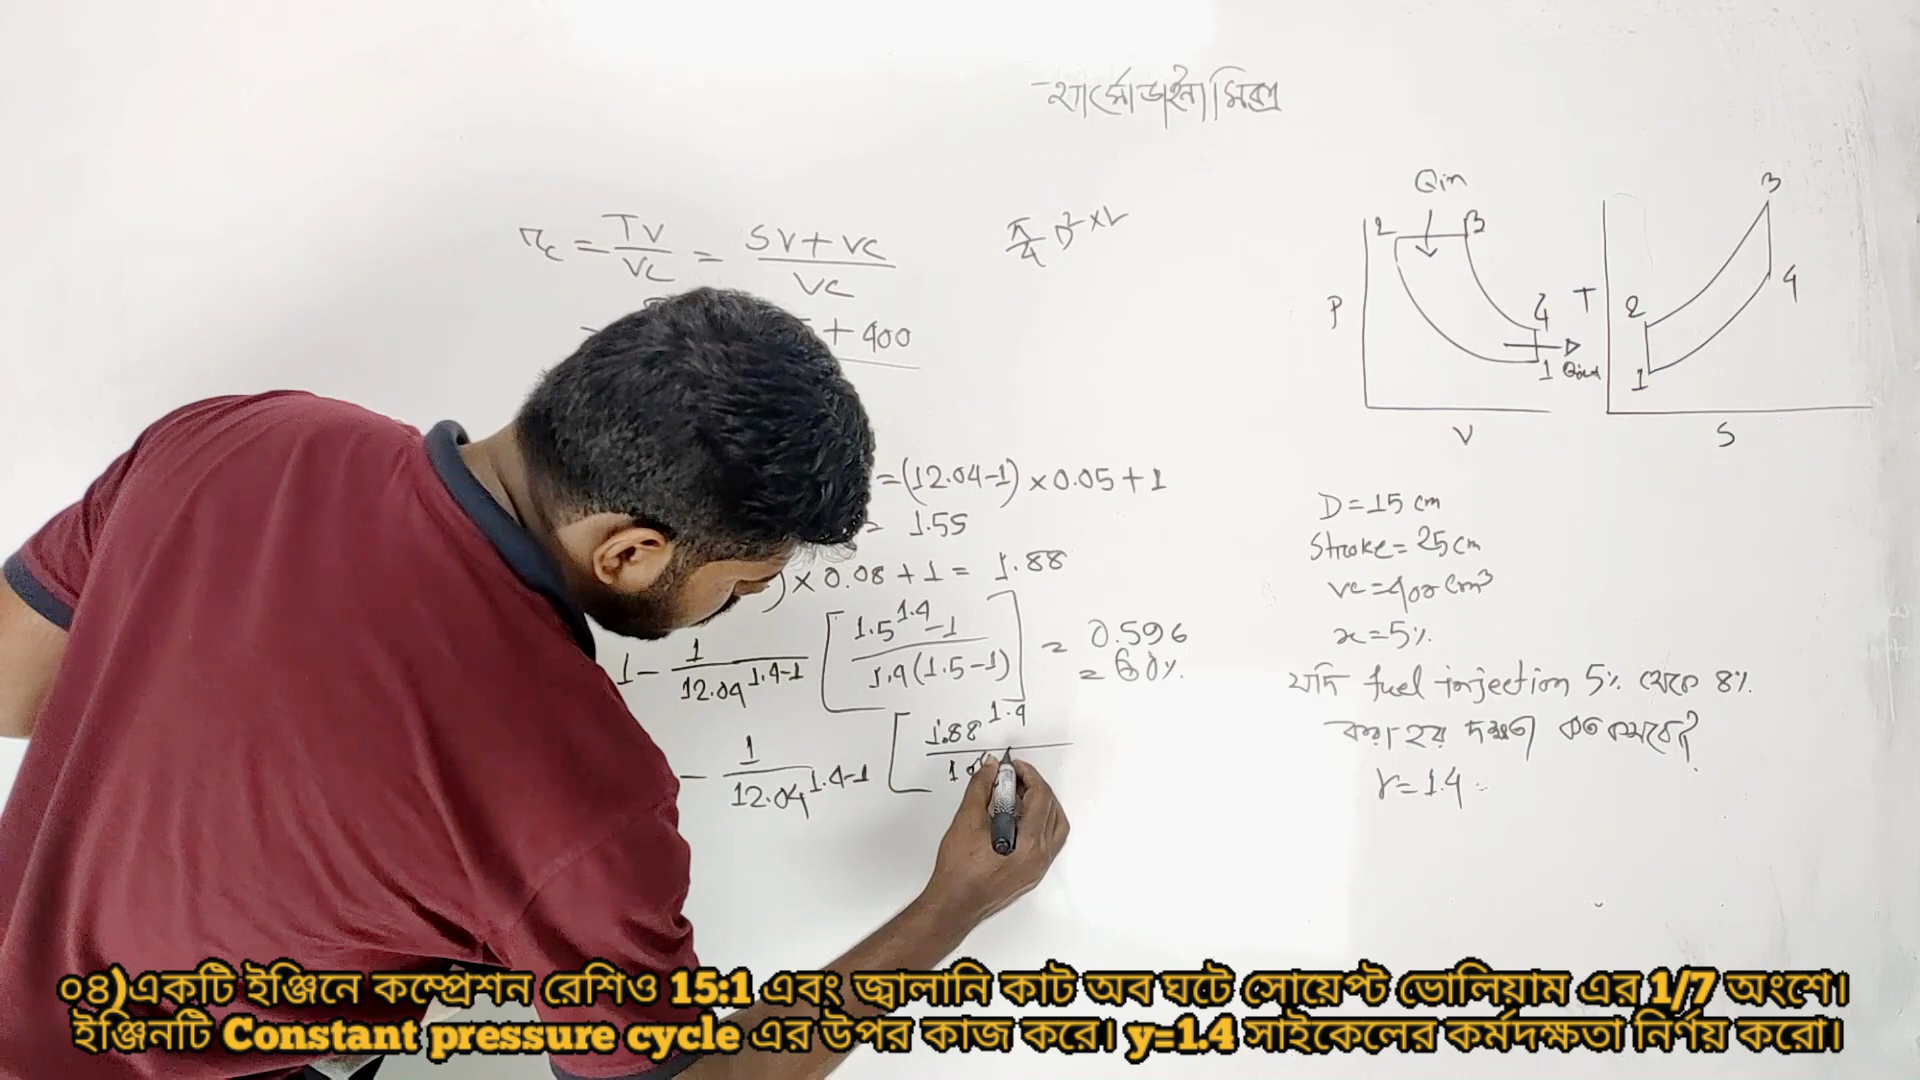 থার্মোডাইনামিক্স
rc = TV/VC = SV + VC/VC
π/4 D² × L
+ 400
= (12.04-1) × 0.05 + 1
= 1.55
) × 0.08 + 1 = 1.88
1 - 1/12.04^1.4-1 [1.5^1.4 - 1/1.4(1.5-1)] = 0.596
= 60%.
- 1/12.04^1.4-1 [1.88^1.4
Qin
2 3
P
4
1 Qout
V
3
T 2 4
1
S
D = 15 cm
Stroke = 25 cm
vc = 400 cm³
x = 5%.
যদি fuel injection 5% থেকে 8%.
করা হয় দক্ষতা কত কমবে?
γ = 1.4
০৪)একটি ইঞ্জিনে কম্প্রেশন রেশিও 15:1 এবং জ্বালানি কাট অব ঘটে সোয়েপ্ট ভোলিয়াম এর 1/7 অংশে।
ইঞ্জিনটি Constant pressure cycle এর উপর কাজ করে। y=1.4 সাইকেলের কর্মদক্ষতা নির্ণয় করো।